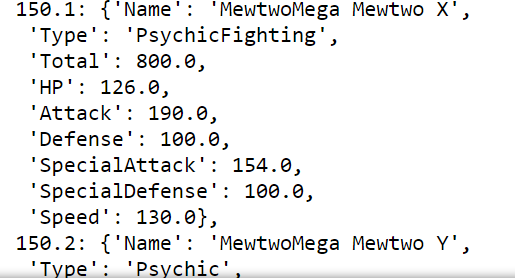 150.1: {'Name': 'MewtwoMega Mewtwo X',
'Type': 'PsychicFighting',
'Total': 800.0,
'HP': 126.0,
'Attack': 190.0,
'Defense': 100.0,
'SpecialAttack': 154.0,
'SpecialDefense': 100.0,
'Speed': 130.0},
150.2: {'Name': 'MewtwoMega Mewtwo Y',
'Type': 'Psychic',